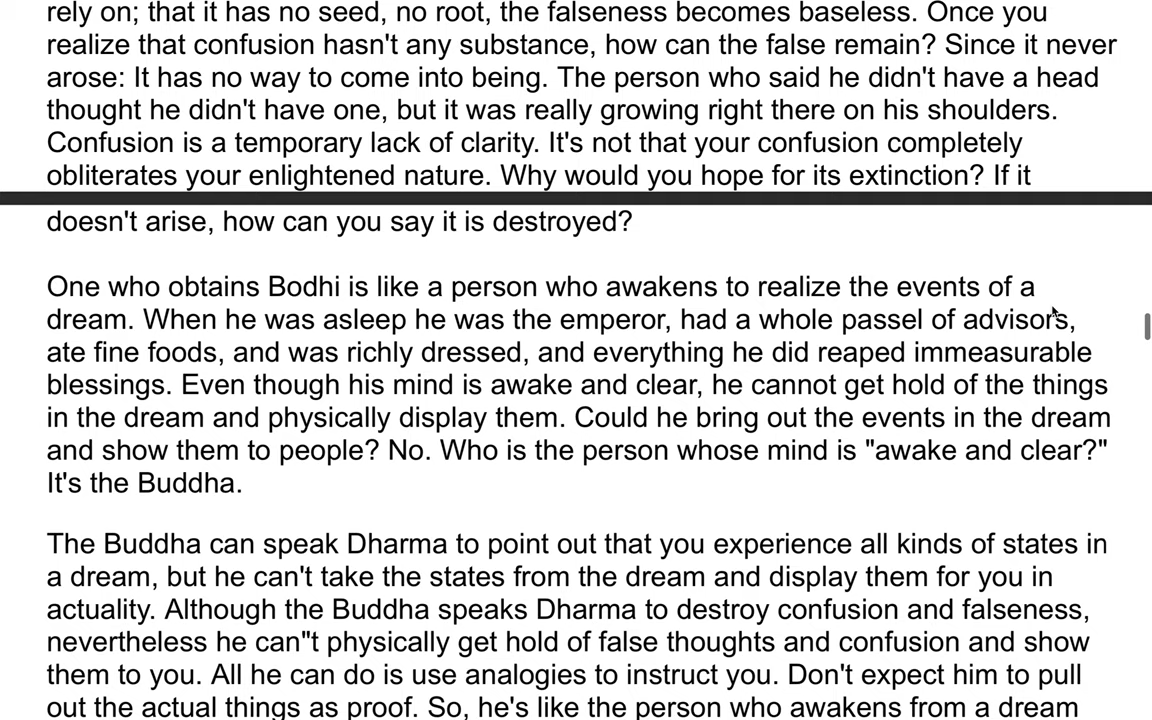 rely on; that it has no seed, no root, the falseness becomes baseless. Once you
realize that confusion hasn't any substance, how can the false remain? Since it never
arose: It has no way to come into being. The person who said he didn't have a head
thought he didn't have one, but it was really growing right there on his shoulders.
Confusion is a temporary lack of clarity. It's not that your confusion completely
obliterates your enlightened nature. Why would you hope for its extinction? If it
doesn't arise, how can you say it is destroyed?
One who obtains Bodhi is like a person who awakens to realize the events of a
dream. When he was asleep he was the emperor, had a whole passel of advisors,
ate fine foods, and was richly dressed, and everything he did reaped immeasurable
blessings. Even though his mind is awake and clear, he cannot get hold of the things
in the dream and physically display them. Could he bring out the events in the dream
and show them to people? No. Who is the person whose mind is "awake and clear?"
It's the Buddha.
The Buddha can speak Dharma to point out that you experience all kinds of states in
a dream, but he can't take the states from the dream and display them for you in
actuality. Although the Buddha speaks Dharma to destroy confusion and falseness,
nevertheless he can"t physically get hold of false thoughts and confusion and show
them to you. All he can do is use analogies to instruct you. Don't expect him to pull
out the actual things as proof. So, he's like the person who awakens from a dream